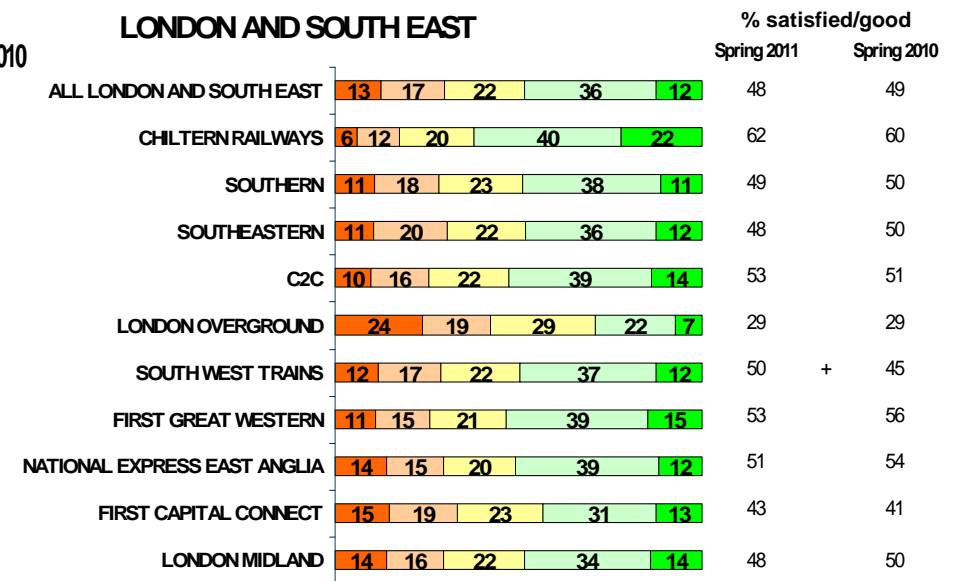 LONDON AND SOUTH EAST
% satisfied/good
010
Spring 2011 Spring 2010
ALL LONDON AND SOUTH EAST 13 17 22 36 12 48 49
CHILTERN RAILWAYS 6 12 20 40 22 62 60
SOUTHERN 11 18 23 38 11 49 50
SOUTHEASTERN 11 20 22 36 12 48 50
C2C 10 16 22 39 14 53 51
LONDON OVERGROUND 24 19 29 22 7 29 29
SOUTH WEST TRAINS 12 17 22 37 12 50 + 45
FIRST GREAT WESTERN 11 15 21 39 15 53 56
NATIONAL EXPRESS EAST ANGLIA 14 15 20 39 12 51 54
FIRST CAPITAL CONNECT 15 19 23 31 13 43 41
LONDON MIDLAND 14 16 22 34 14 48 50